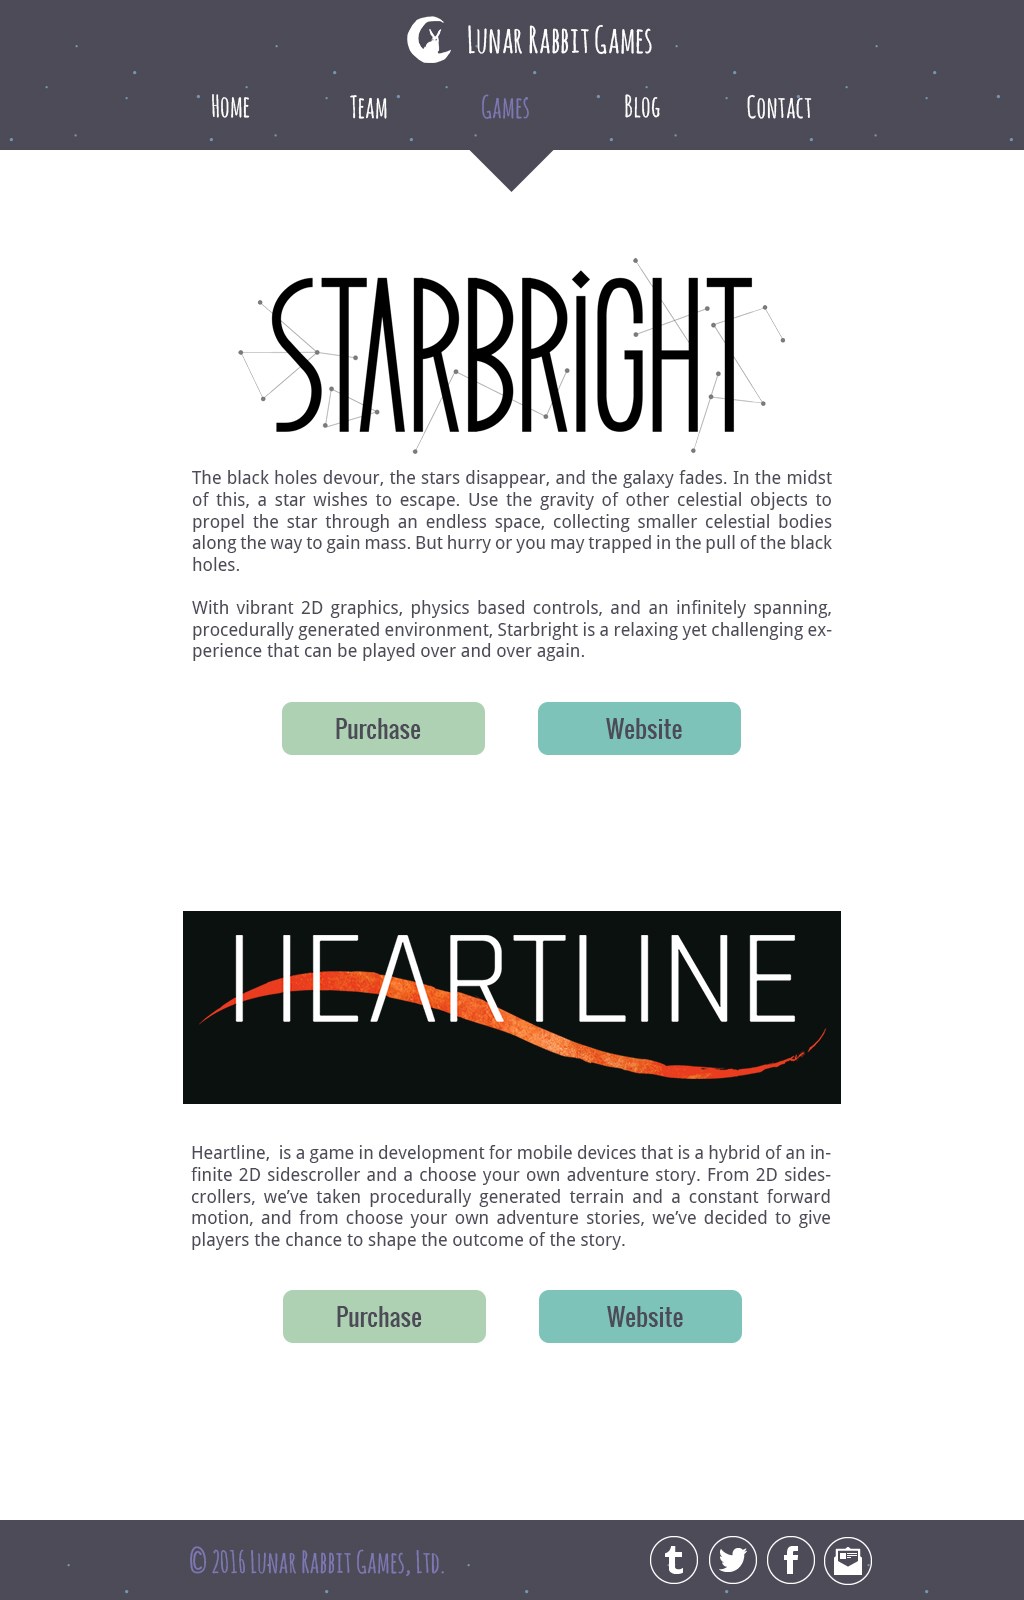 Lunar Rabbit Games
Home Team Games Blog Contact
STARBRiGHT
The black holes devour, the stars disappear, and the galaxy fades. In the midst
of this, a star wishes to escape. Use the gravity of other celestial objects to
propel the star through an endless space, collecting smaller celestial bodies
along the way to gain mass. But hurry or you may trapped in the pull of the black
holes.
With vibrant 2D graphics, physics based controls, and an infinitely spanning,
procedurally generated environment, Starbright is a relaxing yet challenging ex-
perience that can be played over and over again.
Purchase Website
HEARTLINE
Heartline,  is a game in development for mobile devices that is a hybrid of an in-
finite 2D sidescroller and a choose your own adventure story. From 2D sides-
crollers, we’ve taken procedurally generated terrain and a constant forward
motion, and from choose your own adventure stories, we’ve decided to give
players the chance to shape the outcome of the story.
Purchase Website
© 2016 Lunar Rabbit Games, Ltd.